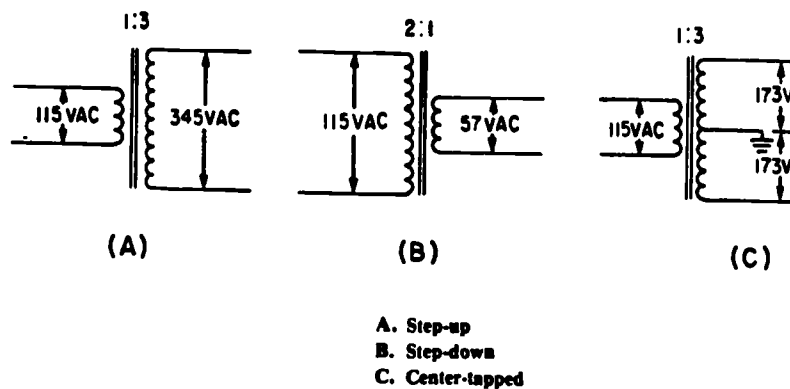 1:3
115VAC
345VAC
(A)
2:1
115VAC
57VAC
(B)
1:3
115VAC
173V
173V
(C)
A. Step-up
B. Step-down
C. Center-tapped